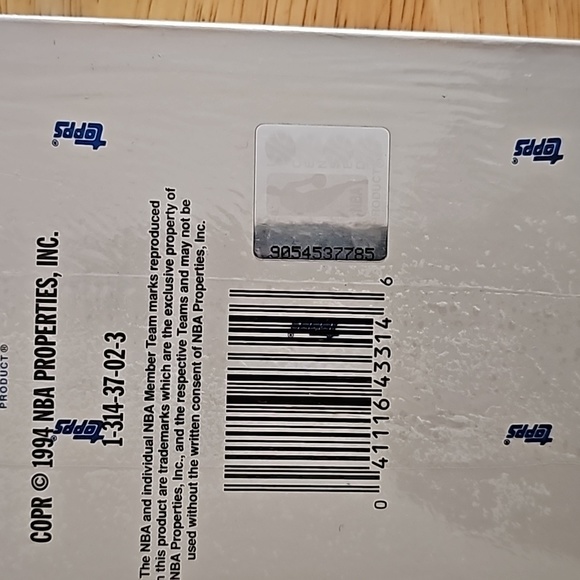 PRODUCT®
COPR © 1994 NBA PROPERTIES, INC.
1-314-37-02-3
The NBA and individual NBA Member Team marks reproduced
n this product are trademarks which are the exclusive property of
NBA Properties, Inc., and the respective Teams and may not be
used without the written consent of NBA Properties, Inc.
9054537785
0 41116 43314 6
topps®
topps®
topps
topps®